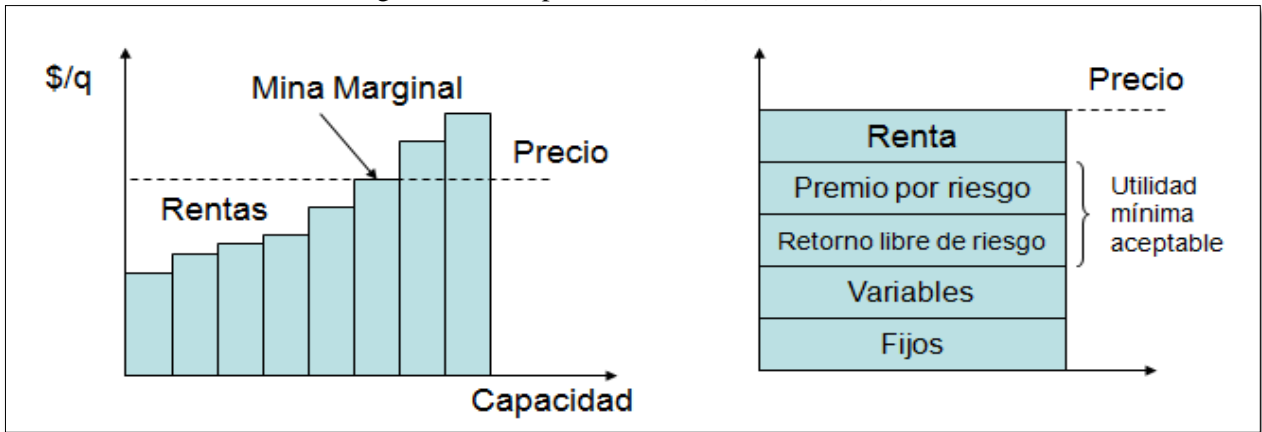 $/q
Mina Marginal
Precio
Rentas
Capacidad
Precio
Renta
Premio por riesgo
Retorno libre de riesgo
Utilidad
mínima
aceptable
Variables
Fijos